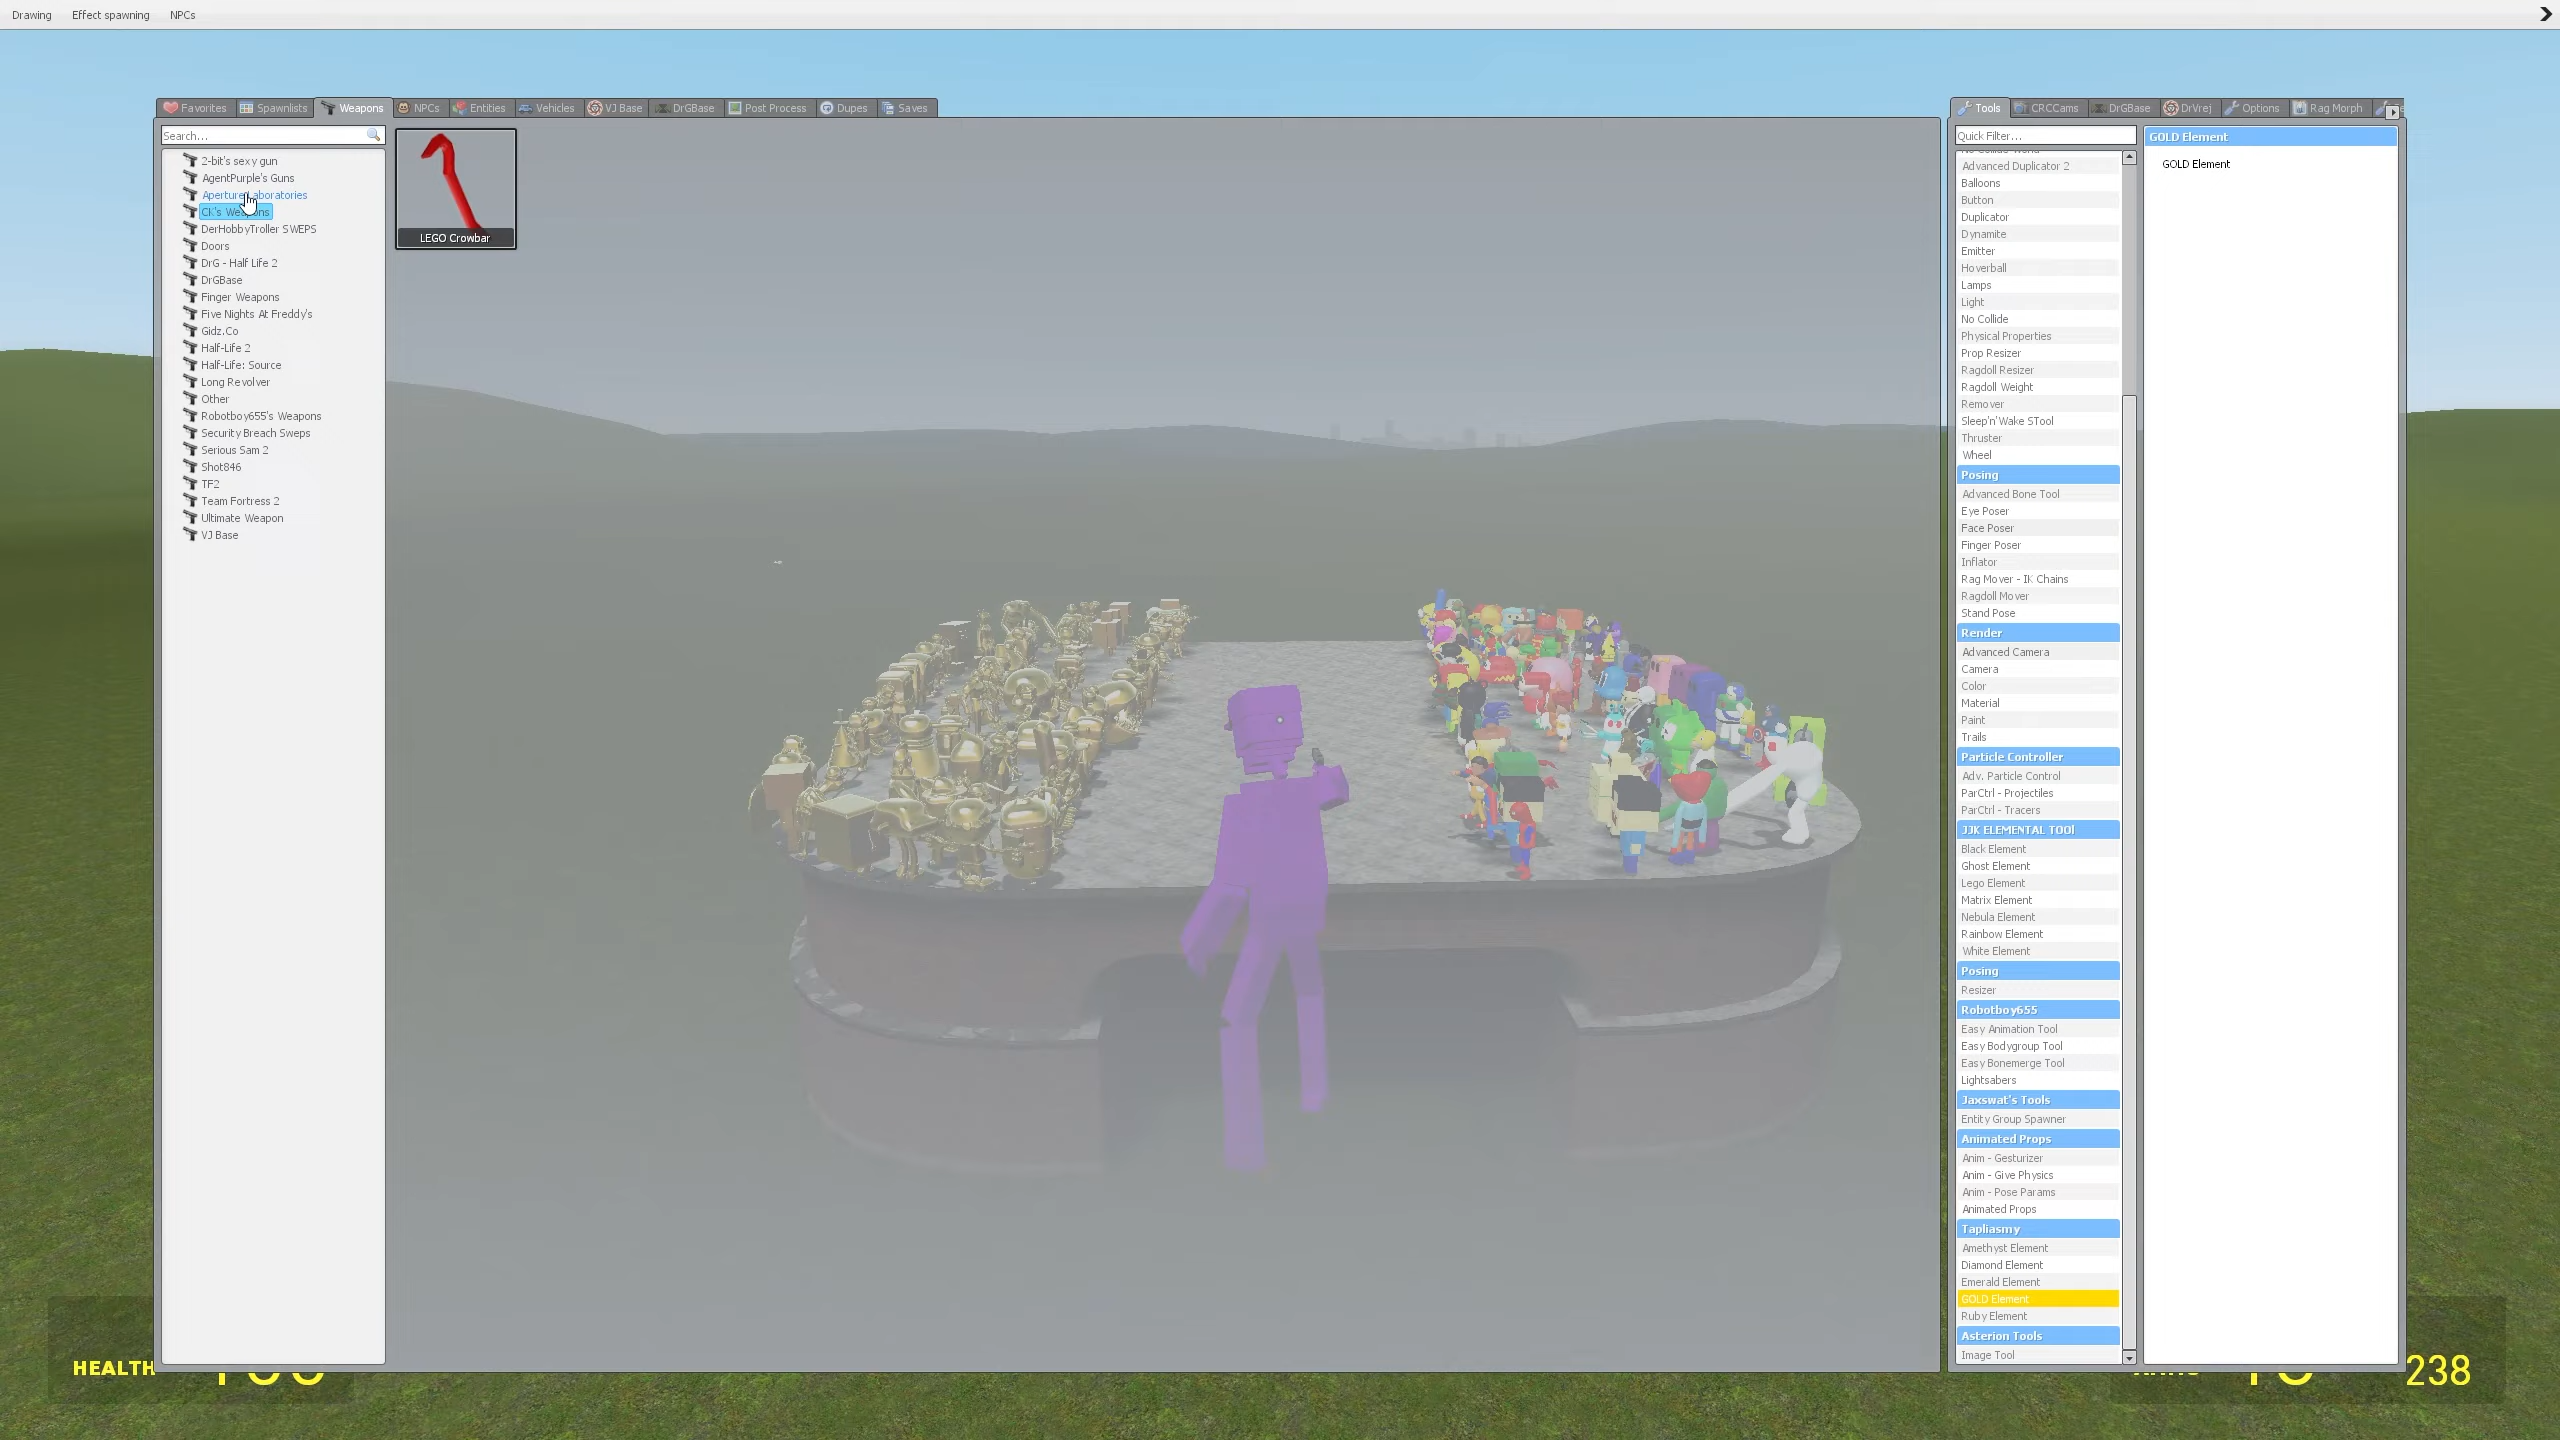 Drawing Effect spawning NPCs
Favorites Spawnlists Weapons NPCs Entities Vehicles VJ Base DrGBase Post Process Dupes Saves
Search...
2-bit's sexy gun
AgentPurple's Guns
Aperture Laboratories
CK's Weapons
DerHobbyTroller SWEPS
Doors
DrG - Half Life 2
DrGBase
Finger Weapons
Five Nights At Freddy's
Gidz.Co
Half-Life 2
Half-Life: Source
Long Revolver
Other
Robotboy655's Weapons
Security Breach Sweps
Serious Sam 2
Shot846
TF2
Team Fortress 2
Ultimate Weapon
VJ Base
LEGO Crowbar
Tools CRCCams DrGBase DrVrej Options Rag Morph
Quick Filter...
No Collide World
Advanced Duplicator 2
Balloons
Button
Duplicator
Dynamite
Emitter
Hoverball
Lamps
Light
No Collide
Physical Properties
Prop Resizer
Ragdoll Resizer
Ragdoll Weight
Remover
Sleep'n'Wake STool
Thruster
Wheel
Posing
Advanced Bone Tool
Eye Poser
Face Poser
Finger Poser
Inflator
Rag Mover - IK Chains
Ragdoll Mover
Stand Pose
Render
Advanced Camera
Camera
Color
Material
Paint
Trails
Particle Controller
Adv. Particle Control
ParCtrl - Projectiles
ParCtrl - Tracers
JJK ELEMENTAL TOOl
Black Element
Ghost Element
Lego Element
Matrix Element
Nebula Element
Rainbow Element
White Element
Posing
Resizer
Robotboy655
Easy Animation Tool
Easy Bodygroup Tool
Easy Bonemerge Tool
Lightsabers
Jaxswat's Tools
Entity Group Spawner
Animated Props
Anim - Gesturizer
Anim - Give Physics
Anim - Pose Params
Animated Props
Tapliasmy
Amethyst Element
Diamond Element
Emerald Element
GOLD Element
Ruby Element
Asterion Tools
Image Tool
GOLD Element
GOLD Element
HEALTH
238